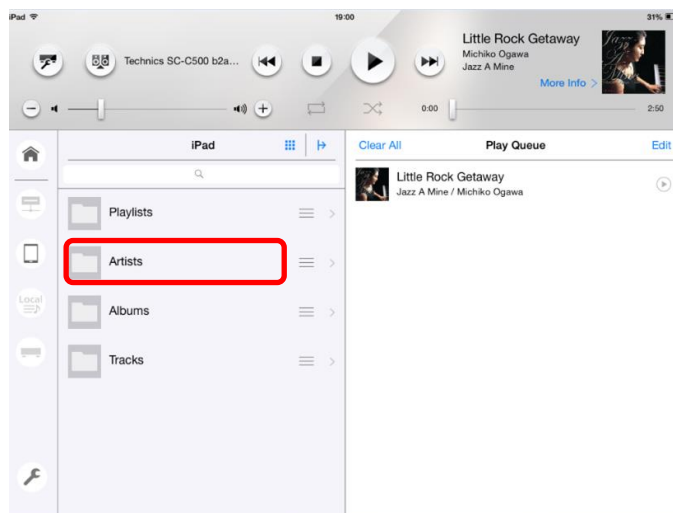 iPad 19:00 31%
Technics SC-C500 b2a...
Little Rock Getaway
Michiko Ogawa
Jazz A Mine
More Info >
0:00 2:50
iPad
Playlists
Artists
Albums
Tracks
Local
Clear All Play Queue Edit
Little Rock Getaway
Jazz A Mine / Michiko Ogawa